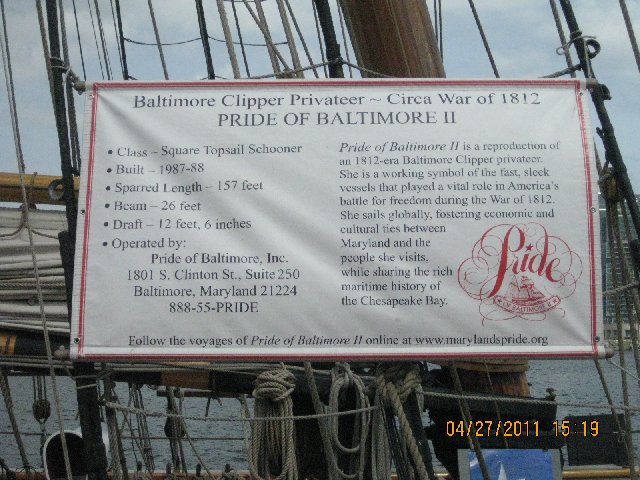 Baltimore Clipper Privateer ~ Circa War of 1812
PRIDE OF BALTIMORE II
• Class ~ Square Topsail Schooner
• Built ~ 1987-88
• Sparred Length ~ 157 feet
• Beam ~ 26 feet
• Draft ~ 12 feet, 6 inches
• Operated by:
Pride of Baltimore, Inc.
1801 S. Clinton St., Suite 250
Baltimore, Maryland 21224
888-55-PRIDE
Pride of Baltimore II is a reproduction
of an 1812-era Baltimore Clipper privateer.
She is a working symbol of the fast, sleek
vessels that played a vital role in America's
battle for freedom during the War of 1812.
She sails globally, fostering economic and
cultural ties between
Maryland and the
people she visits,
while sharing the rich
maritime history of
the Chesapeake Bay.
Pride
OF BALTIMORE II
Follow the voyages of Pride of Baltimore II online at www.marylandspride.org
04/27/2011 15:19